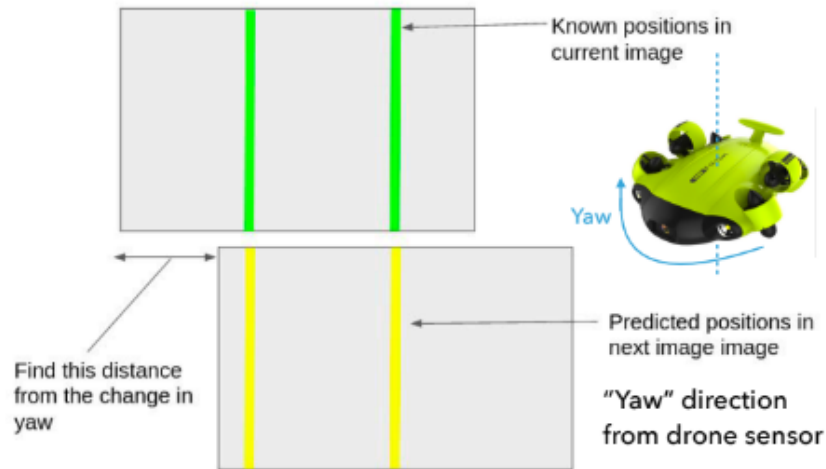 Known positions in
current image
Yaw
Predicted positions in
next image image
Find this distance
from the change in
yaw
"Yaw" direction
from drone sensor